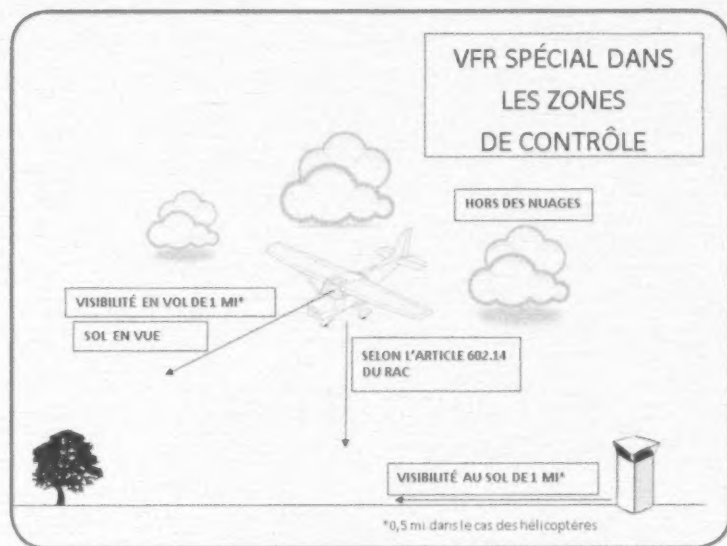 VFR SPÉCIAL DANS
LES ZONES
DE CONTRÔLE
HORS DES NUAGES
VISIBILITÉ EN VOL DE 1 MI*
SOL EN VUE
SELON L'ARTICLE 602.14
DU RAC
VISIBILITÉ AU SOL DE 1 MI*
*0,5 mi dans le cas des hélicoptères